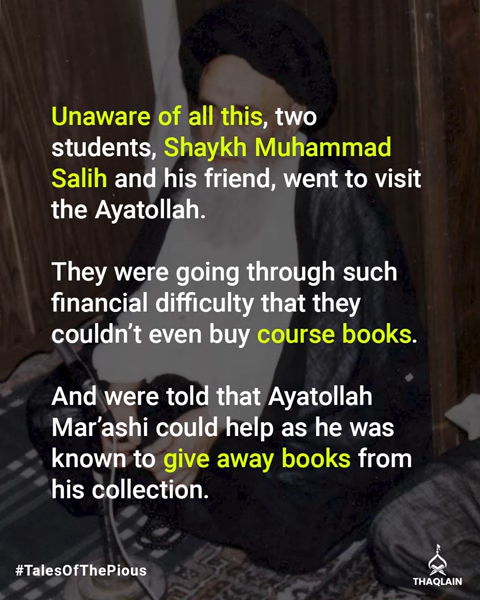 Unaware of all this, two
students, Shaykh Muhammad
Salih and his friend, went to visit
the Ayatollah.
They were going through such
financial difficulty that they
couldn’t even buy course books.
And were told that Ayatollah
Mar’ashi could help as he was
known to give away books from
his collection.
#TalesOfThePious
THAQLAIN